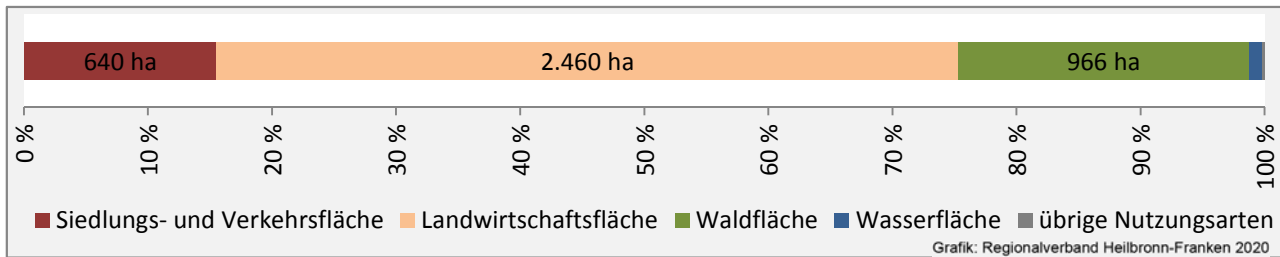 640 ha 2.460 ha 966 ha
0 % 10 % 20 % 30 % 40 % 50 % 60 % 70 % 80 % 90 % 100 %
Siedlungs- und Verkehrsfläche Landwirtschaftsfläche Waldfläche Wasserfläche übrige Nutzungsarten
Grafik: Regionalverband Heilbronn-Franken 2020